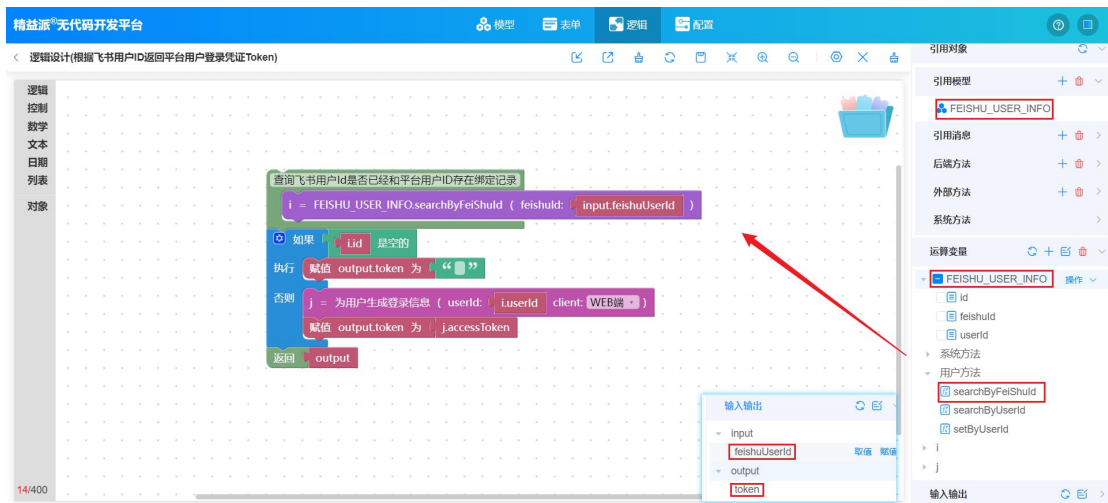 精益派®无代码开发平台
模型
表单
逻辑
配置
< 逻辑设计(根据飞书用户ID返回平台用户登录凭证Token)
逻辑
控制
数学
文本
日期
列表
对象
查询飞书用户Id是否已经和平台用户ID存在绑定记录
i = FEISHU_USER_INFO.searchByFeiShuId ( feishuId: input.feishuUserId )
如果 i.id 是空的
执行 赋值 output.token 为 “ ”
否则 j = 为用户生成登录信息 ( userId: i.userId client: WEB端 )
赋值 output.token 为 j.accessToken
返回 output
14/400
输入输出
input
feishuUserId 取值 赋值
output
token
引用对象
引用模型
FEISHU_USER_INFO
引用消息
后端方法
外部方法
系统方法
运算变量
FEISHU_USER_INFO 操作
id
feishuId
userId
系统方法
用户方法
searchByFeiShuId
searchByUserId
setByUserId
i
j
输入输出